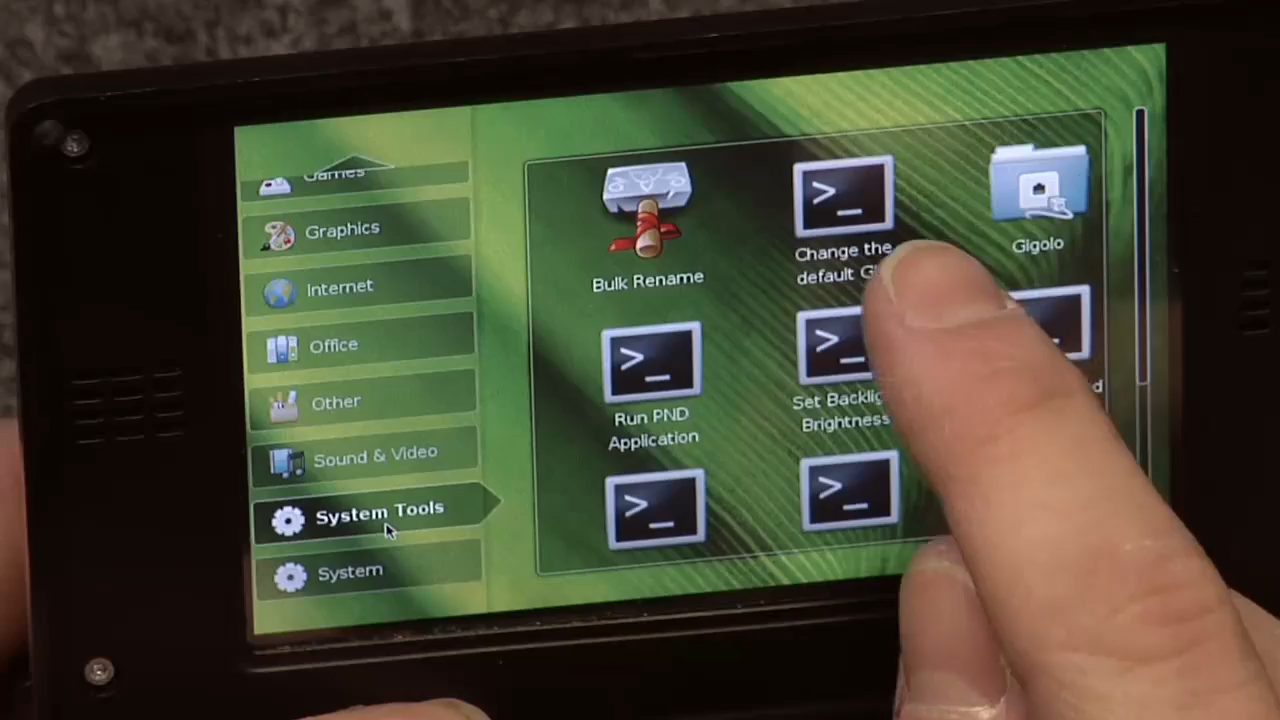 Games
Graphics
Internet
Office
Other
Sound & Video
System Tools
System
Bulk Rename
Change the
default
Gigolo
Run PND
Application
Set
Brightness